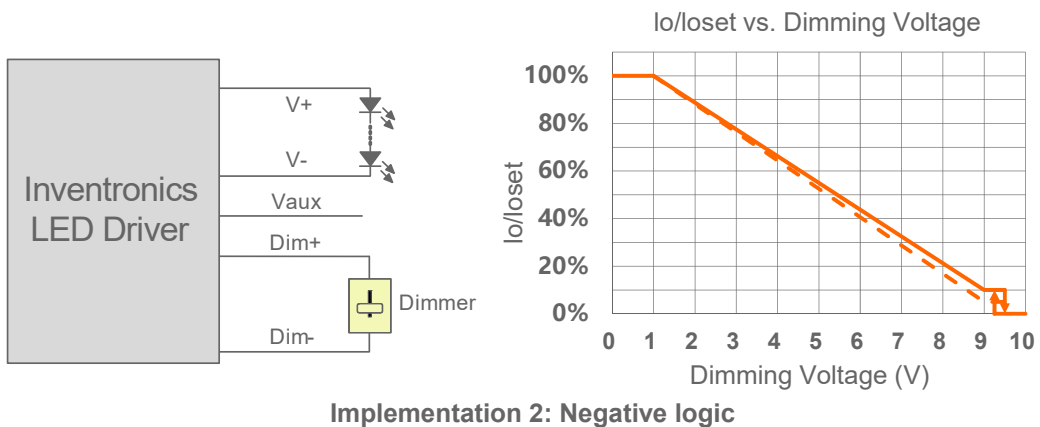 Inventronics
LED Driver
V+
V-
Vaux
Dim+
Dimmer
Dim-
Io/Ioset vs. Dimming Voltage
Io/Ioset
100%
80%
60%
40%
20%
0%
0 1 2 3 4 5 6 7 8 9 10
Dimming Voltage (V)
Implementation 2: Negative logic